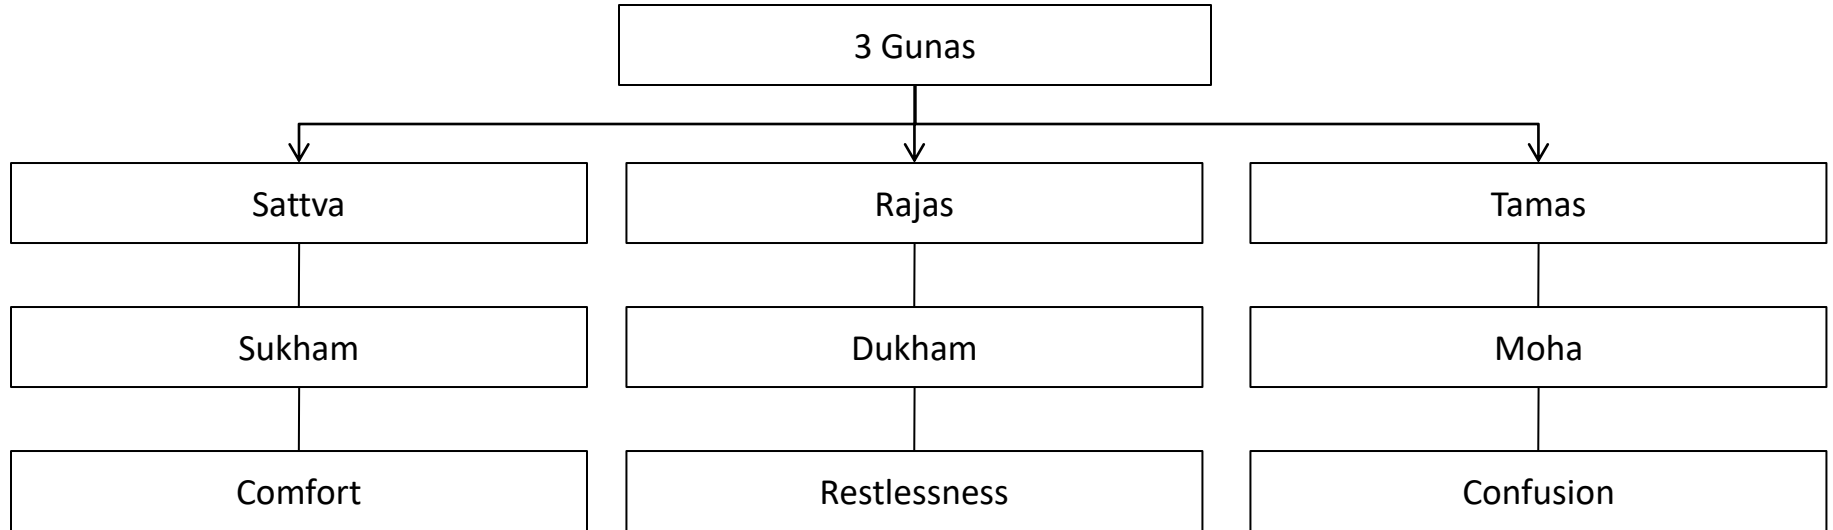 3 Gunas
Sattva
Rajas
Tamas
Sukham
Dukham
Moha
Comfort
Restlessness
Confusion